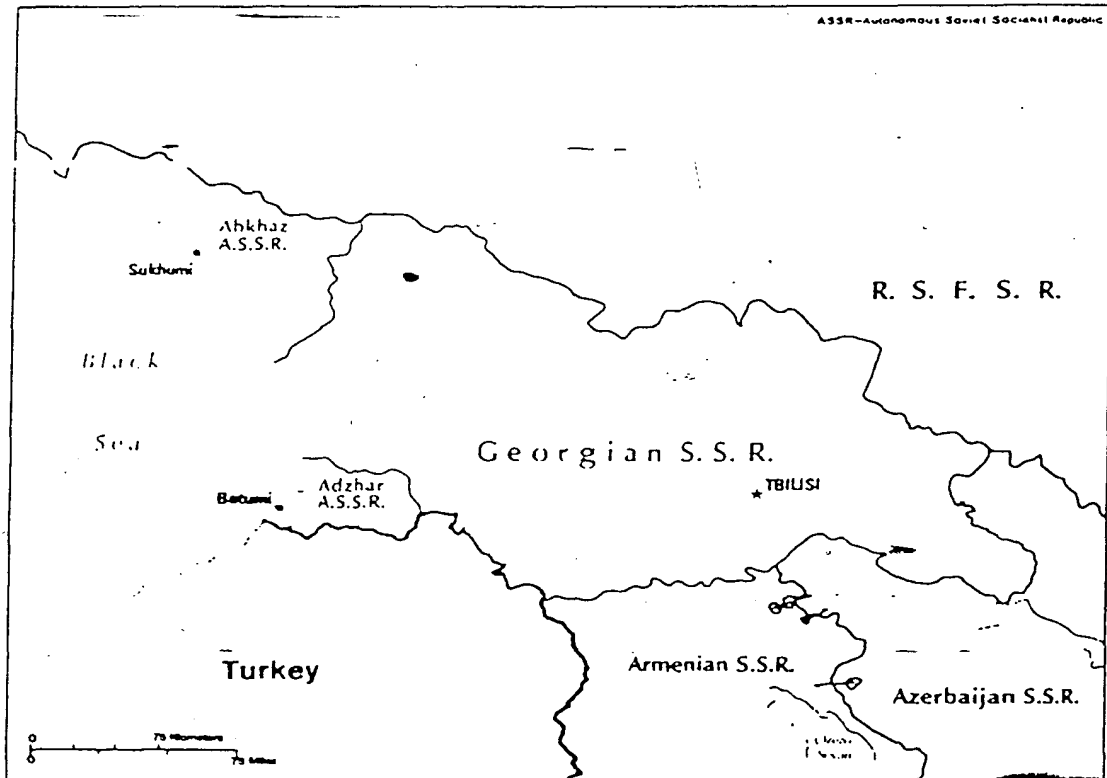 ASSR-Autonomous Soviet Socialist Republic
Abkhaz
A.S.S.R.
Sukhumi
R. S. F. S. R.
Black
Sea
Georgian S.S.R.
TBILISI
Adzhar
A.S.S.R.
Batumi
Turkey
Armenian S.S.R.
Azerbaijan S.S.R.
0
75 Kilometers
0
75 Miles